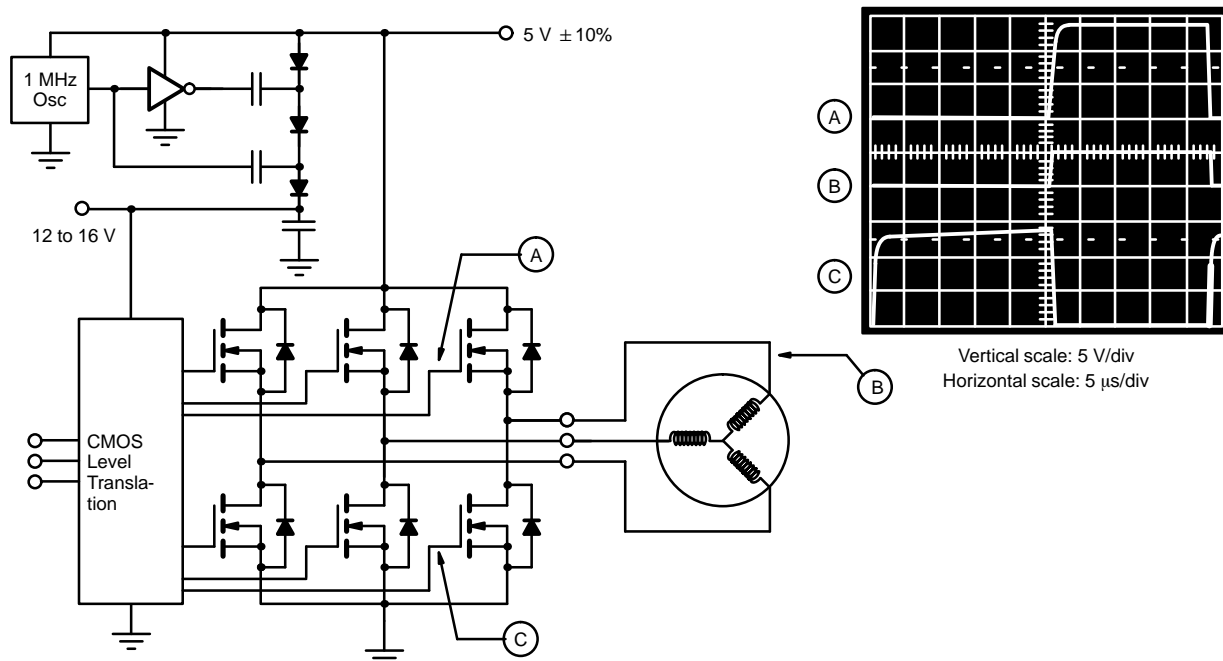 5 V ±10%
1 MHz
Osc
12 to 16 V
A
CMOS
Level
Transla-
tion
C
B
A
B
C
Vertical scale: 5 V/div
Horizontal scale: 5 μs/div